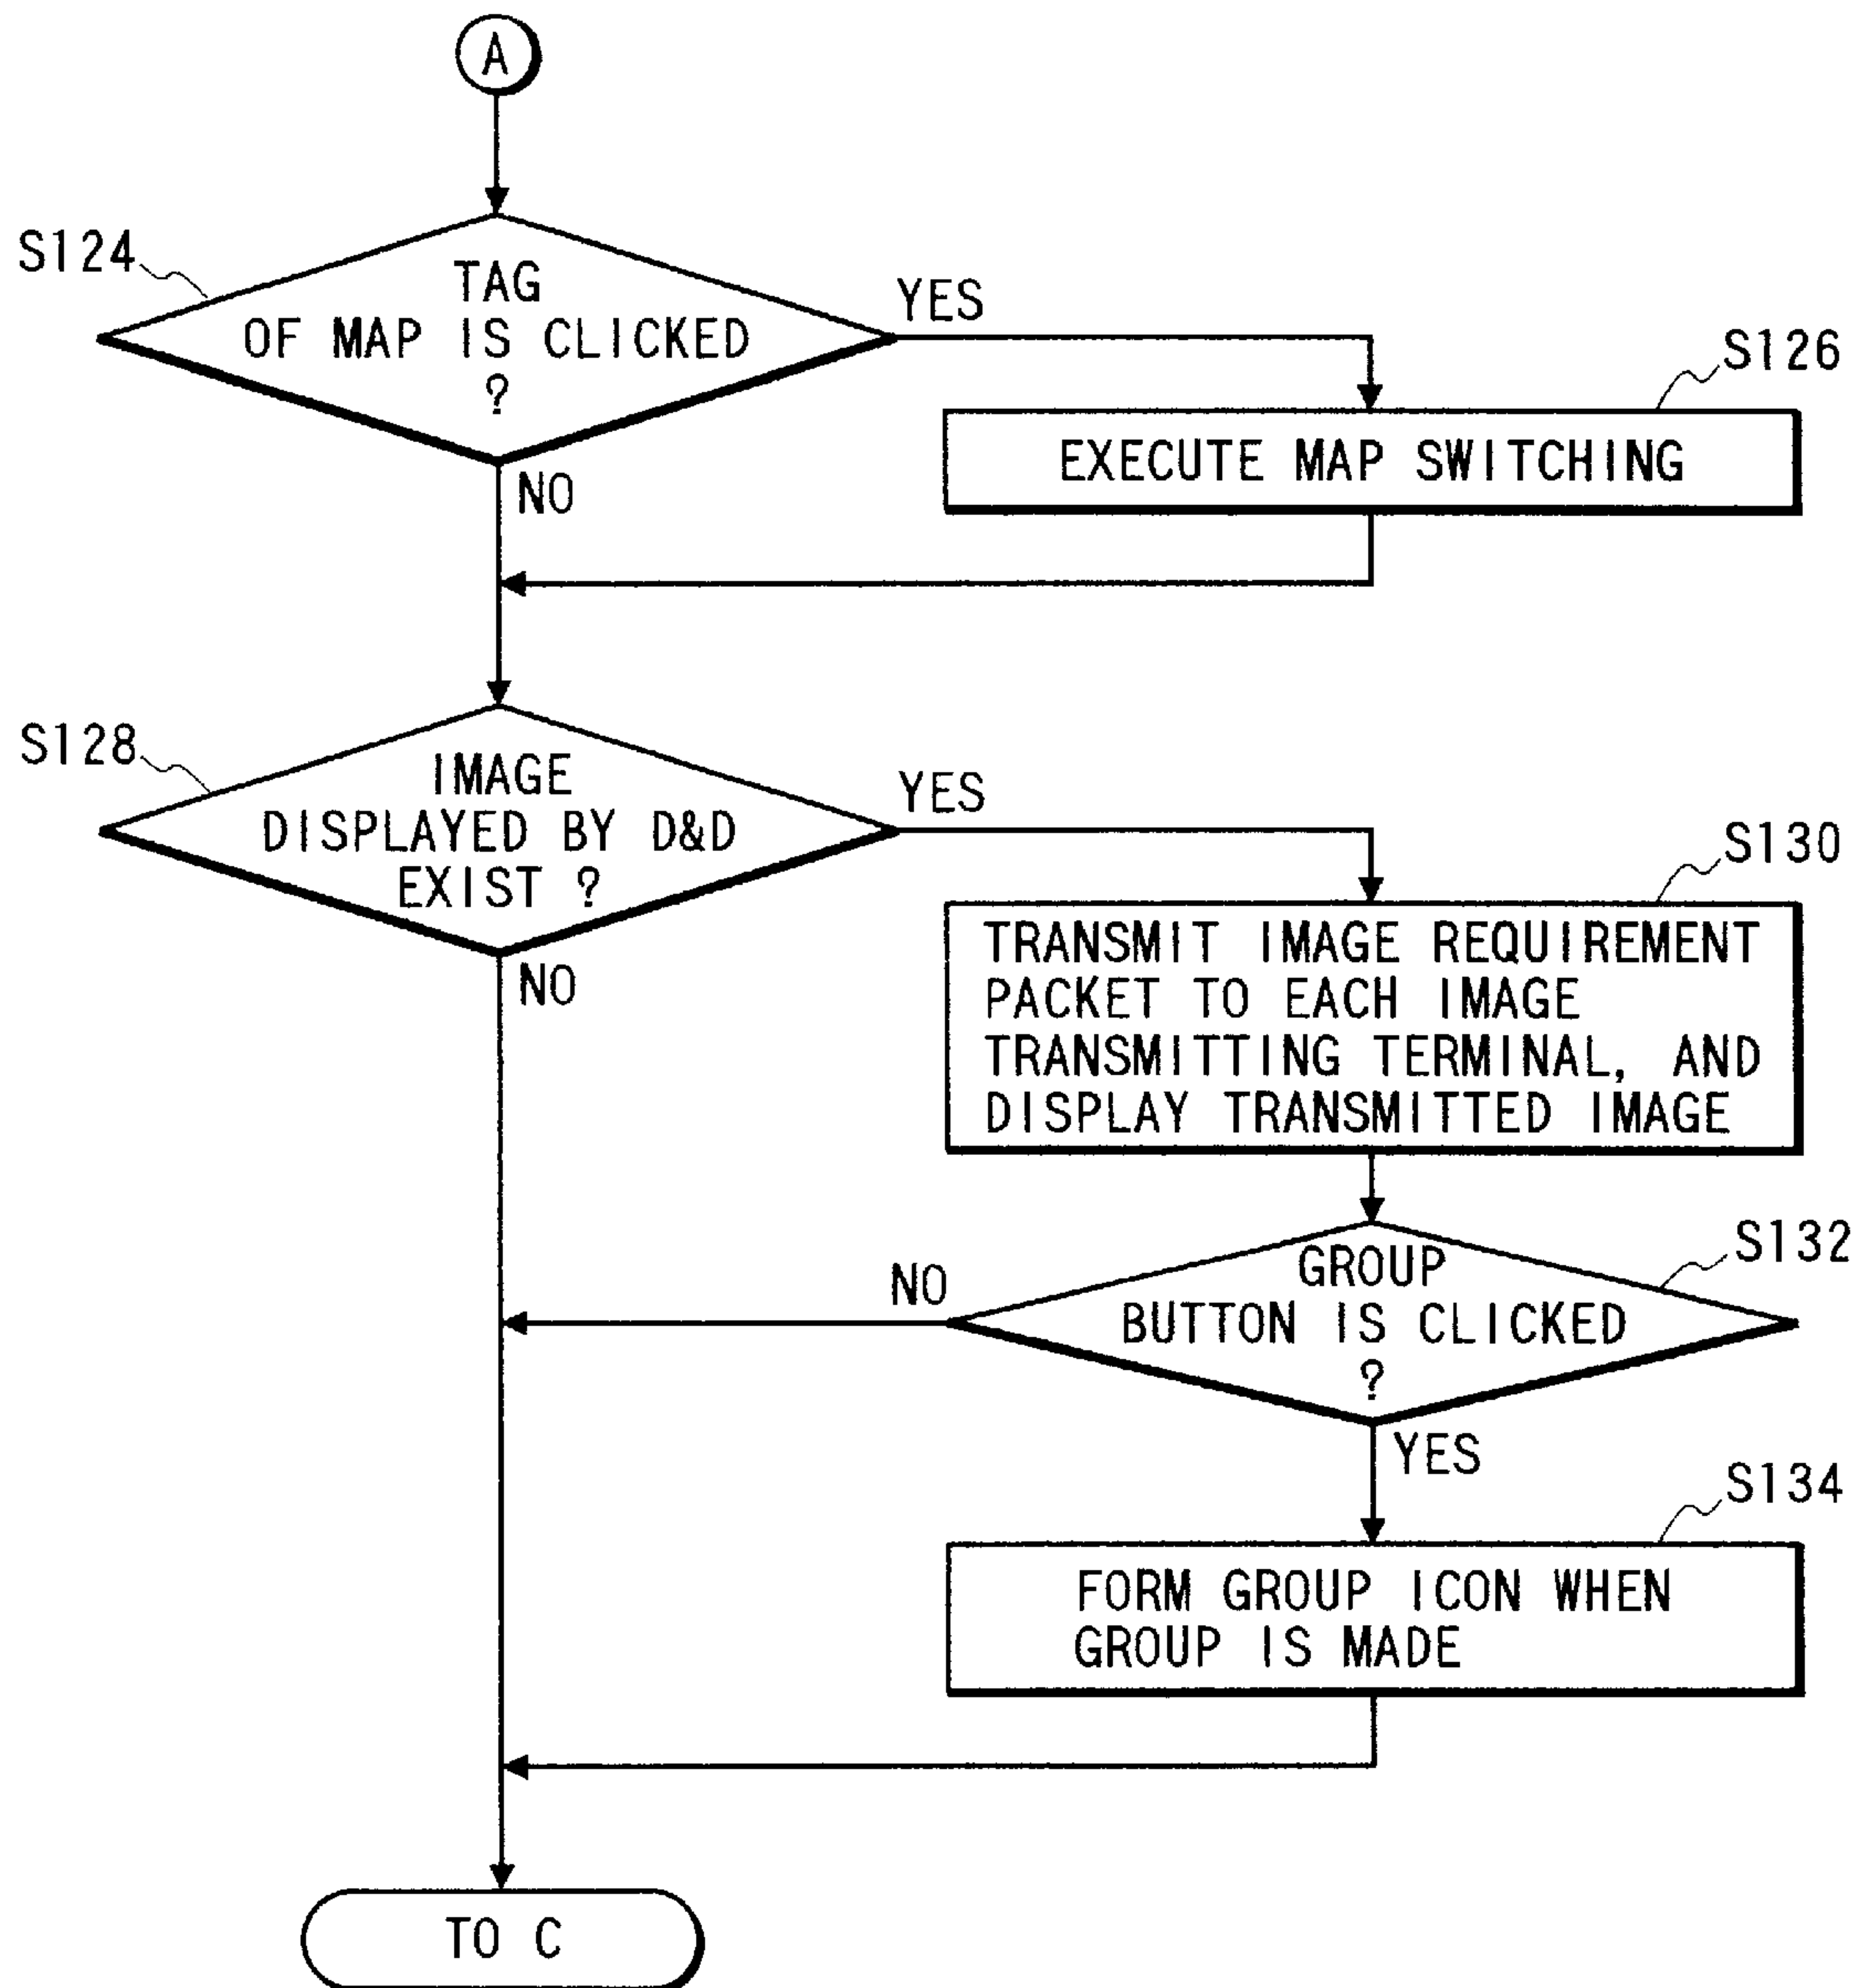 A
S124
TAG
OF MAP IS CLICKED
?
YES
NO
S126
EXECUTE MAP SWITCHING
S128
IMAGE
DISPLAYED BY D&D
EXIST ?
YES
NO
S130
TRANSMIT IMAGE REQUIREMENT
PACKET TO EACH IMAGE
TRANSMITTING TERMINAL, AND
DISPLAY TRANSMITTED IMAGE
S132
GROUP
BUTTON IS CLICKED
?
NO
YES
S134
FORM GROUP ICON WHEN
GROUP IS MADE
TO C